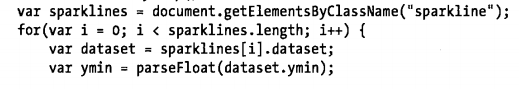 var sparklines = document.getElementsByClassName("sparkline");
for(var i = 0; i < sparklines.length; i++) {
    var dataset = sparklines[i].dataset;
    var ymin = parseFloat(dataset.ymin);